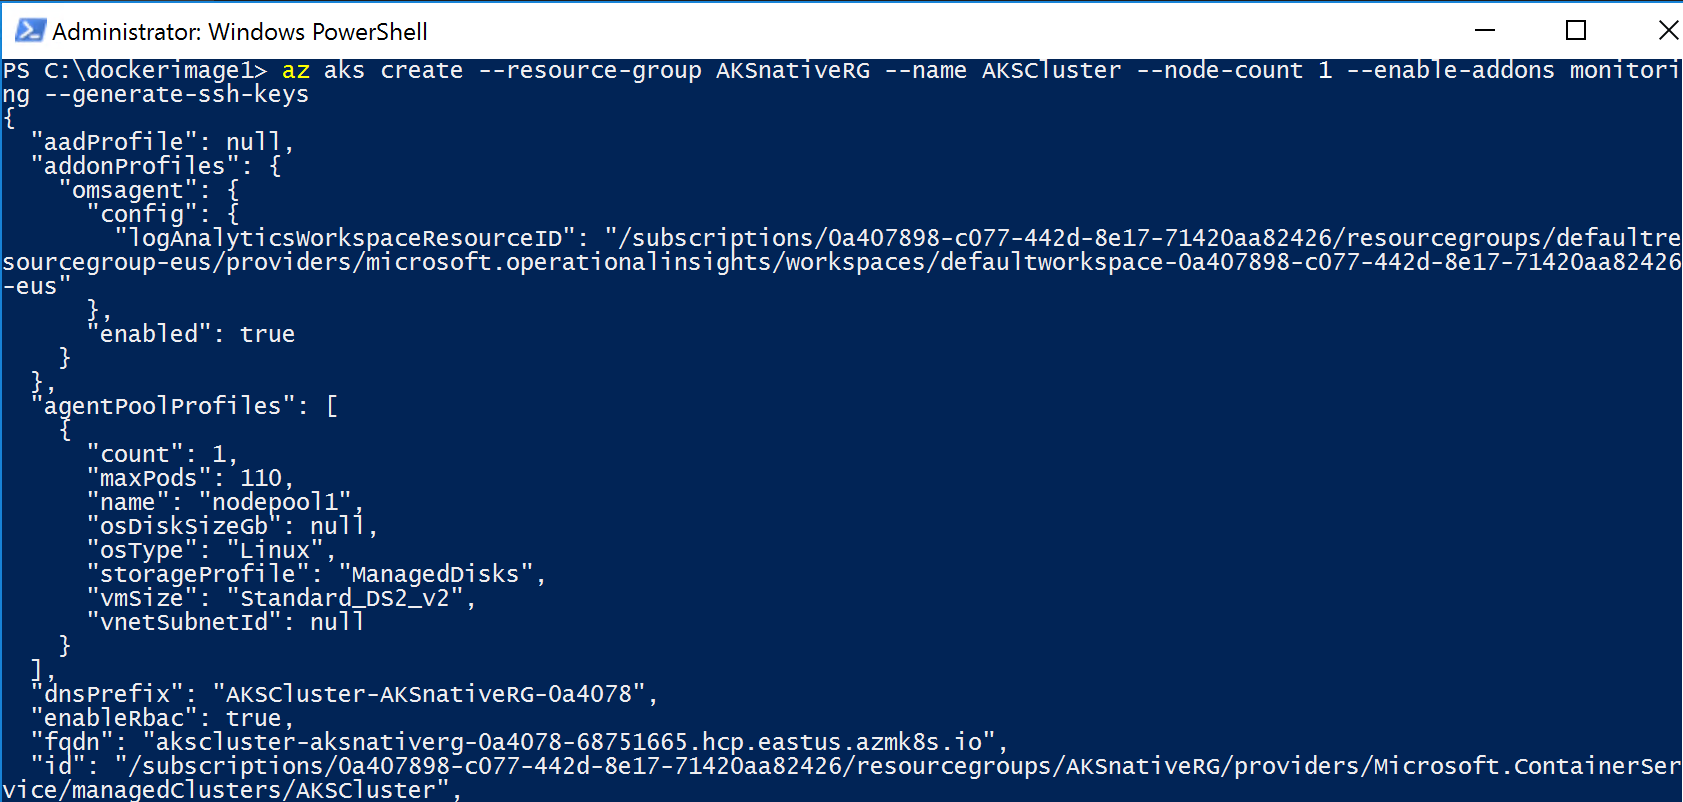 Administrator: Windows PowerShell
PS C:\dockerimage1> az aks create --resource-group AKSnativeRG --name AKSCluster --node-count 1 --enable-addons monitori
ng --generate-ssh-keys
{
  "aadProfile": null,
  "addonProfiles": {
    "omsagent": {
      "config": {
        "logAnalyticsWorkspaceResourceID": "/subscriptions/0a407898-c077-442d-8e17-71420aa82426/resourcegroups/defaultre
sourcegroup-eus/providers/microsoft.operationalinsights/workspaces/defaultworkspace-0a407898-c077-442d-8e17-71420aa82426
-eus"
      },
      "enabled": true
    }
  },
  "agentPoolProfiles": [
    {
      "count": 1,
      "maxPods": 110,
      "name": "nodepool1",
      "osDiskSizeGb": null,
      "osType": "Linux",
      "storageProfile": "ManagedDisks",
      "vmSize": "Standard_DS2_v2",
      "vnetSubnetId": null
    }
  ],
  "dnsPrefix": "AKSCluster-AKSnativeRG-0a4078",
  "enableRbac": true,
  "fqdn": "akscluster-aksnativerg-0a4078-68751665.hcp.eastus.azmk8s.io",
  "id": "/subscriptions/0a407898-c077-442d-8e17-71420aa82426/resourcegroups/AKSnativeRG/providers/Microsoft.ContainerSer
vice/managedClusters/AKSCluster",